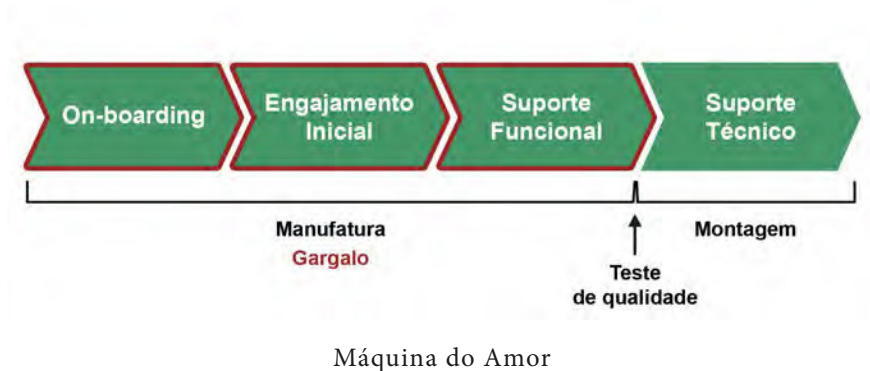 On-boarding
Engajamento
Inicial
Suporte
Funcional
Suporte
Técnico
Manufatura
Gargalo
Montagem
Teste
de qualidade
Máquina do Amor